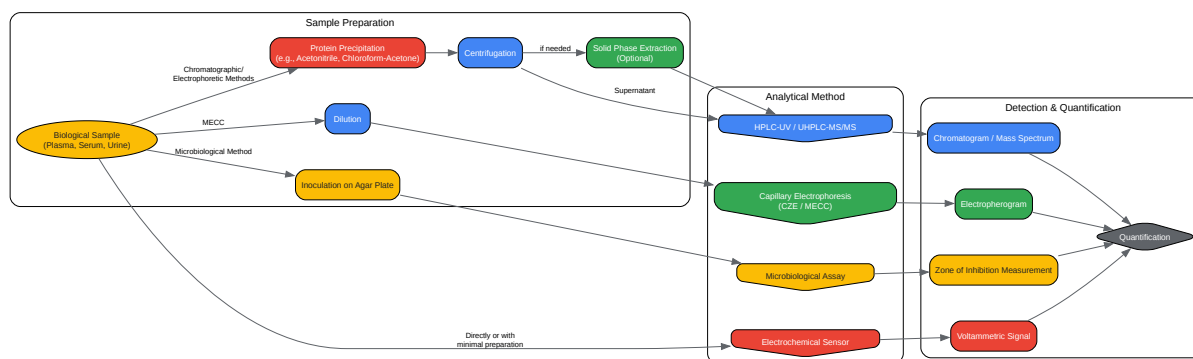 Sample Preparation
Protein Precipitation
(e.g., Acetonitrile, Chloroform-Acetone)
Centrifugation
if needed
Solid Phase Extraction
(Optional)
Chromatographic/
Electrophoretic Methods
Supernatant
MECC
Dilution
Biological Sample
(Plasma, Serum, Urine)
Microbiological Method
Inoculation on Agar Plate
Directly or with
minimal preparation
Analytical Method
HPLC-UV / UHPLC-MS/MS
Capillary Electrophoresis
(CZE / MECC)
Microbiological Assay
Electrochemical Sensor
Detection & Quantification
Chromatogram / Mass Spectrum
Electropherogram
Quantification
Zone of Inhibition Measurement
Voltammetric Signal